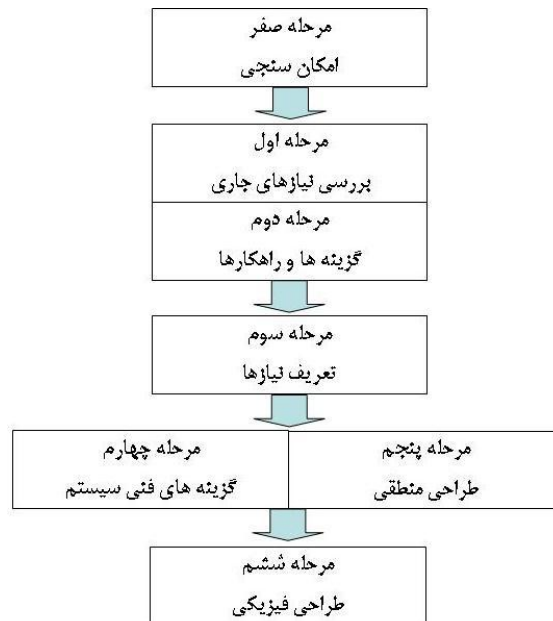 مرحله صفر
امکان سنجی
مرحله اول
بررسی نیازهای جاری
مرحله دوم
گزینه ها و راهکارها
مرحله سوم
تعریف نیازها
مرحله پنجم
طراحی منطقی
مرحله چهارم
گزینه های فنی سیستم
مرحله ششم
طراحی فیزیکی